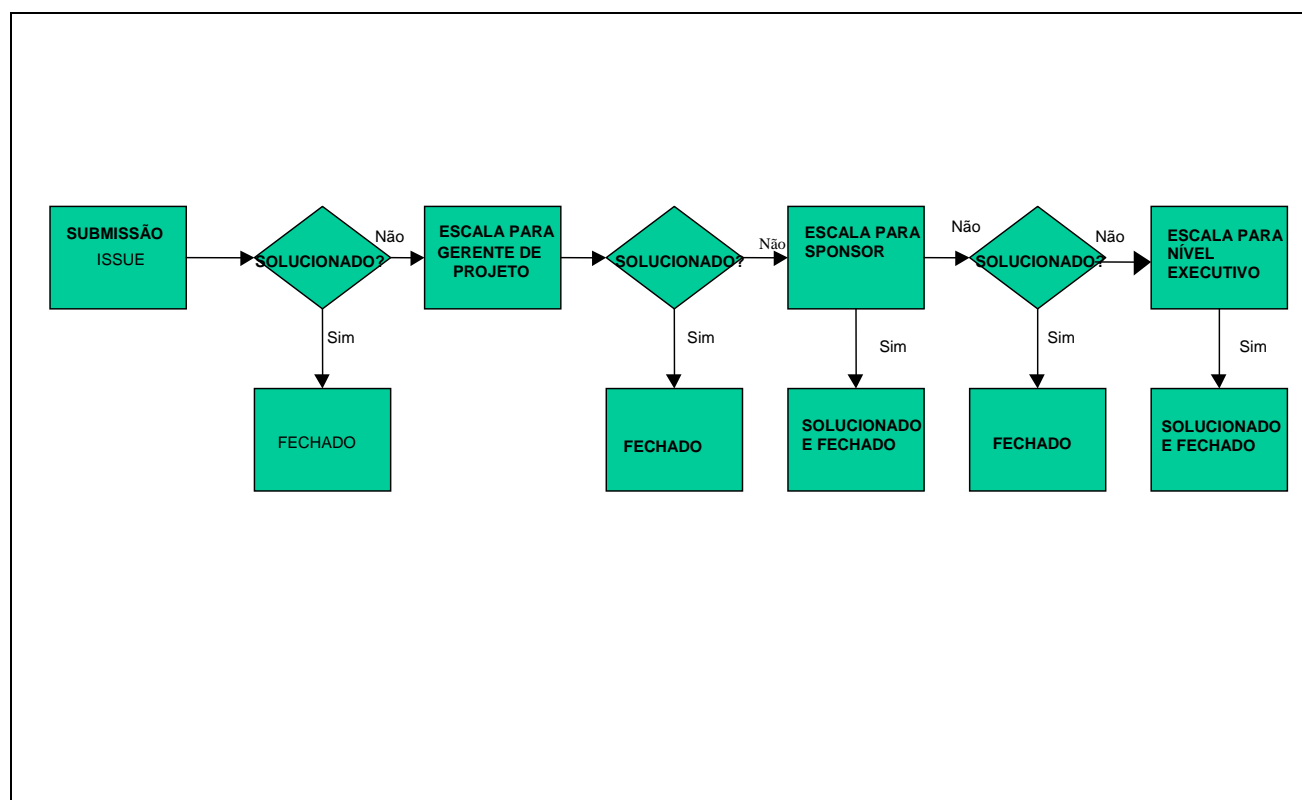 SUBMISSÃO
ISSUE
SOLUCIONADO?
Não
ESCALA PARA
GERENTE DE
PROJETO
SOLUCIONADO?
Não
ESCALA PARA
SPONSOR
Não
SOLUCIONADO?
Não
ESCALA PARA
NÍVEL
EXECUTIVO
Sim
Sim
Sim
Sim
Sim
FECHADO
FECHADO
SOLUCIONADO
E FECHADO
FECHADO
SOLUCIONADO
E FECHADO